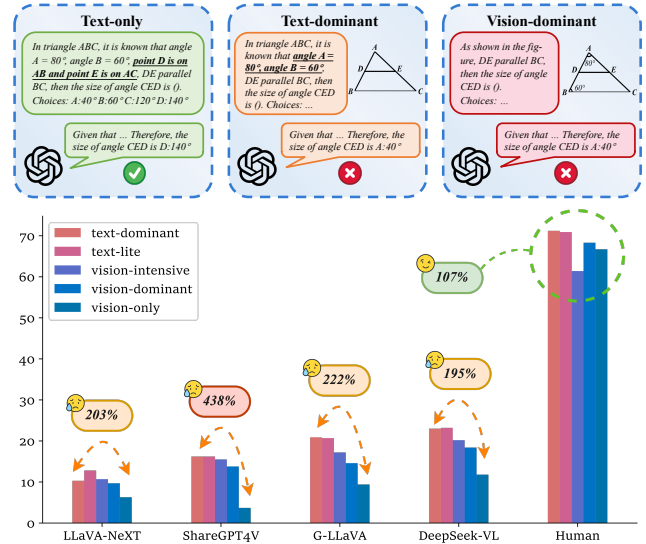 Text-only
In triangle ABC, it is known that angle
A = 80°, angle B = 60°, point D is on
AB and point E is on AC, DE parallel
BC, then the size of angle CED is ().
Choices: A:40° B:60° C:120° D:140°
Given that ... Therefore, the
size of angle CED is D:140°
Text-dominant
In triangle ABC, it is
known that angle A =
80°, angle B = 60°,
DE parallel BC, then
the size of angle CED
is (). Choices: ...
A
D
E
B
C
Given that ... Therefore, the
size of angle CED is A:40°
Vision-dominant
As shown in the fig-
ure, DE parallel BC,
then the size of angle
CED is ().
Choices: ...
A
80°
D
E
60°
B
C
Given that ... Therefore, the
size of angle CED is A:40°
text-dominant
text-lite
vision-intensive
vision-dominant
vision-only
70
60
50
40
30
20
10
0
203%
438%
222%
195%
107%
LLaVA-NeXT
ShareGPT4V
G-LLaVA
DeepSeek-VL
Human